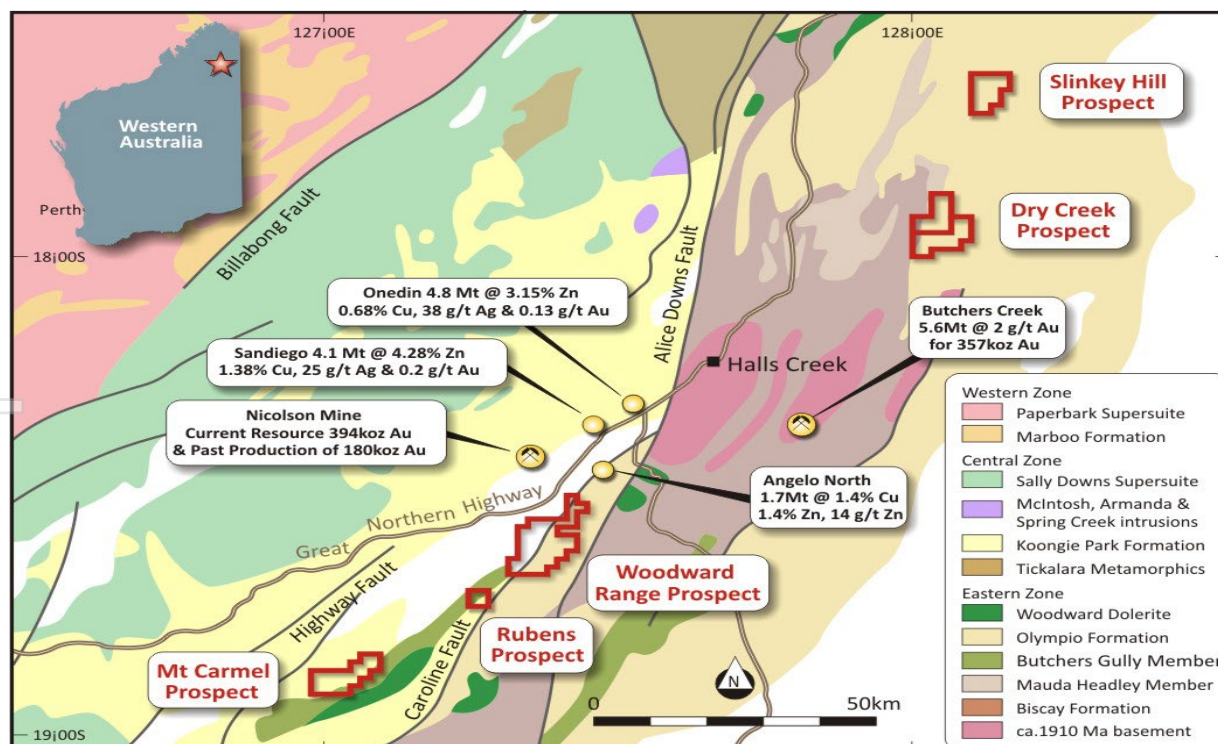 127¡00E
128¡00E
Western
Australia
Perth
18¡00S
Billabong Fault
Alice Downs Fault
Slinkey Hill
Prospect
Dry Creek
Prospect
Onedin 4.8 Mt @ 3.15% Zn
0.68% Cu, 38 g/t Ag & 0.13 g/t Au
Sandiego 4.1 Mt @ 4.28% Zn
1.38% Cu, 25 g/t Ag & 0.2 g/t Au
Nicolson Mine
Current Resource 394koz Au
& Past Production of 180koz Au
Butchers Creek
5.6Mt @ 2 g/t Au
for 357koz Au
Halls Creek
Angelo North
1.7Mt @ 1.4% Cu
1.4% Zn, 14 g/t Zn
Great Northern Highway
Highway Fault
Caroline Fault
Woodward
Range Prospect
Rubens
Prospect
Mt Carmel
Prospect
N
0 50km
19¡00S
Western Zone
Paperbark Supersuite
Marboo Formation
Central Zone
Sally Downs Supersuite
McIntosh, Armanda &
Spring Creek intrusions
Koongie Park Formation
Tickalara Metamorphics
Eastern Zone
Woodward Dolerite
Olympio Formation
Butchers Gully Member
Mauda Headley Member
Biscay Formation
ca.1910 Ma basement